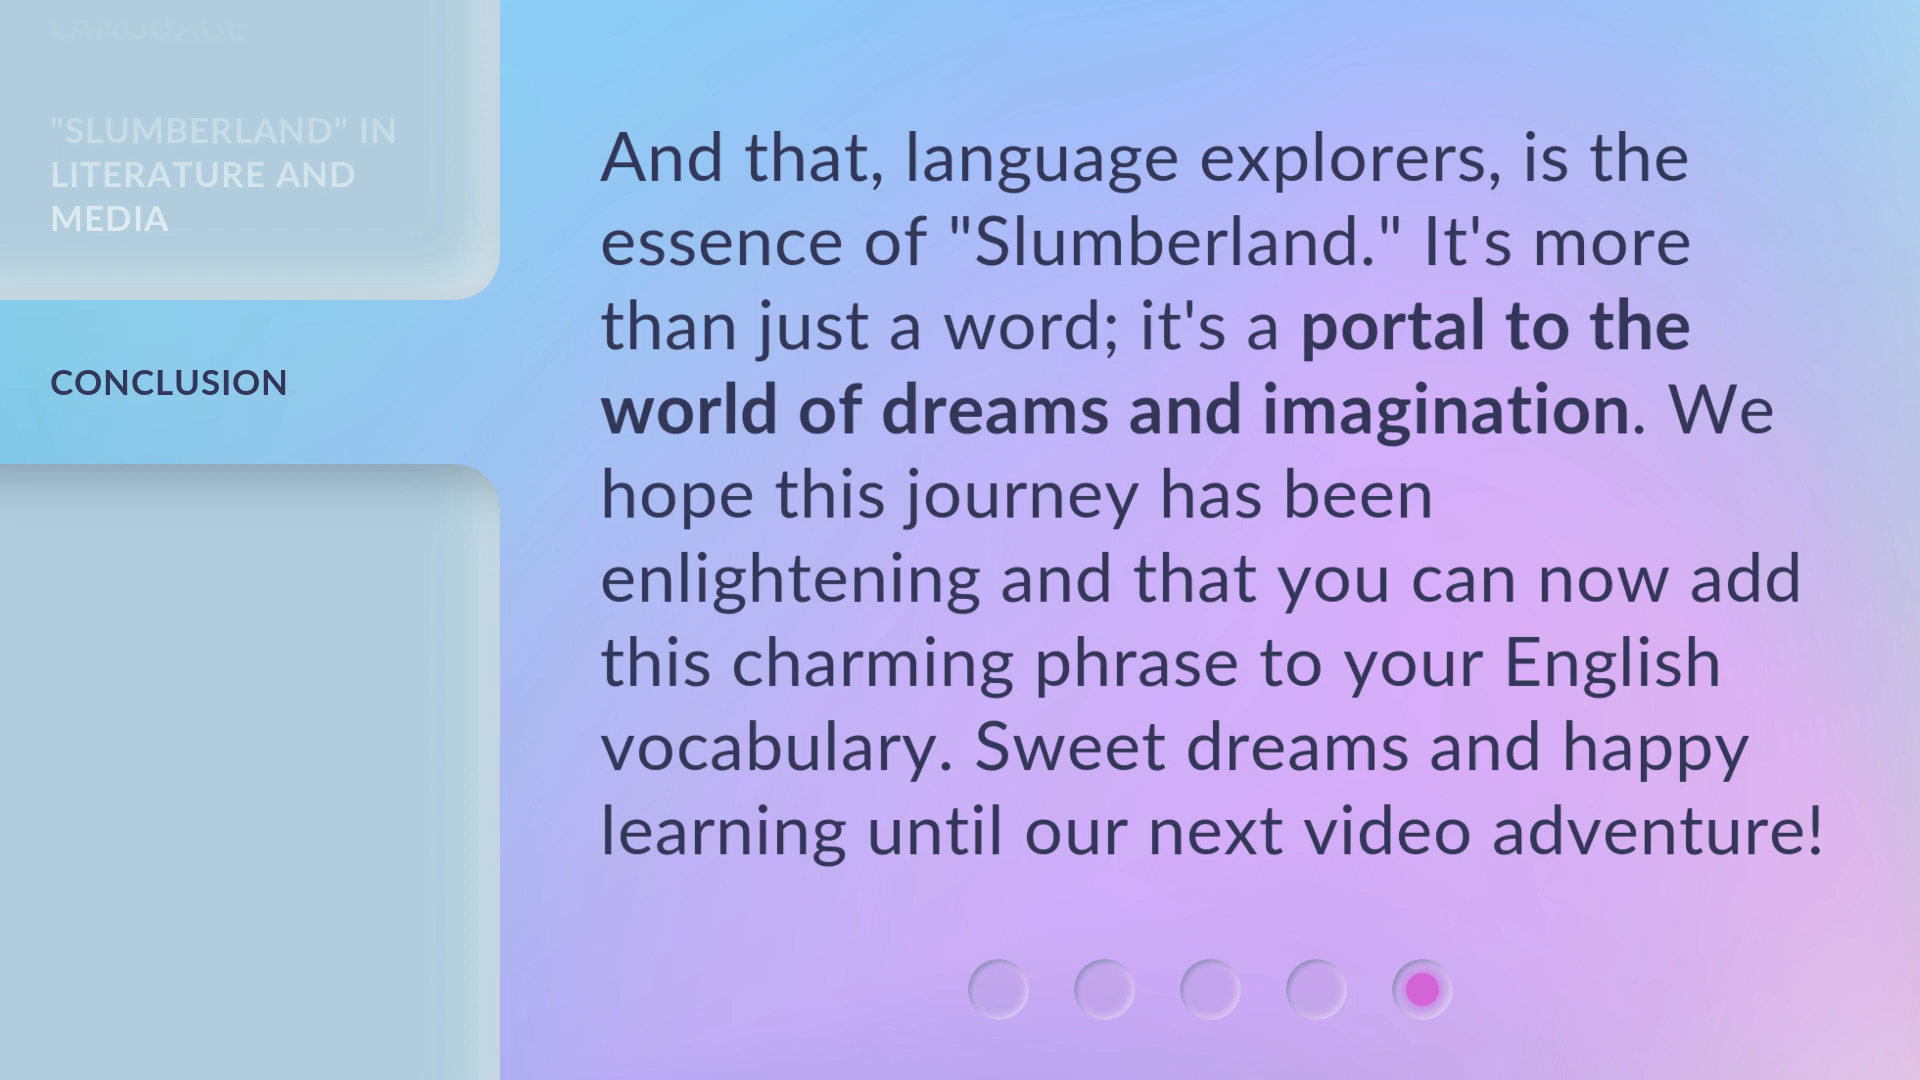 LANGUAGE
"SLUMBERLAND" IN
LITERATURE AND
MEDIA
CONCLUSION
And that, language explorers, is the
essence of "Slumberland." It's more
than just a word; it's a portal to the
world of dreams and imagination. We
hope this journey has been
enlightening and that you can now add
this charming phrase to your English
vocabulary. Sweet dreams and happy
learning until our next video adventure!